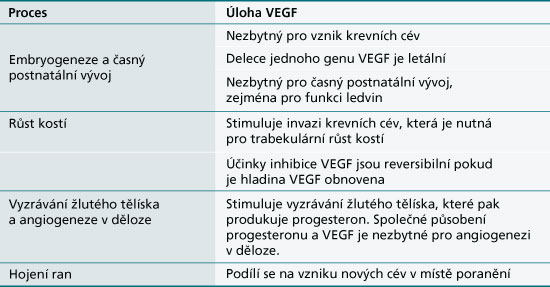 Proces Úloha VEGF
Embryogeneze a časný
postnatální vývoj
Nezbytný pro vznik krevních cév
Delece jednoho genu VEGF je letální
Nezbytný pro časný postnatální vývoj,
zejména pro funkci ledvin
Růst kostí
Stimuluje invazi krevních cév, která je nutná
pro trabekulární růst kostí
Účinky inhibice VEGF jsou reversibilní pokud
je hladina VEGF obnovena
Vyzrávání žlutého tělíska
a angiogeneze v děloze
Stimuluje vyzrávání žlutého tělíska, které pak
produkuje progesteron. Společné působení
progesteronu a VEGF je nezbytné pro angiogenezi
v děloze.
Hojení ran
Podílí se na vzniku nových cév v místě poranění